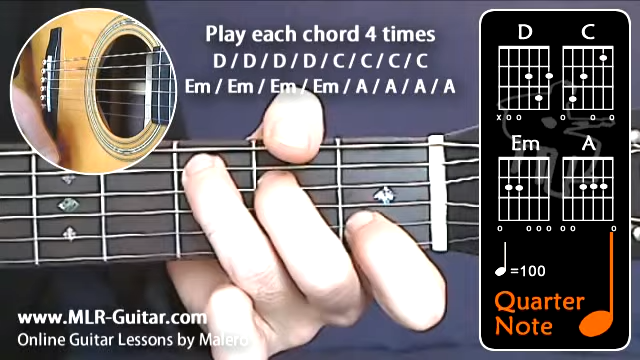 Play each chord 4 times
D / D / D / D / C / C / C / C
Em / Em / Em / Em / A / A / A / A
D C
x o o o o o
Em A
o o o o o o o
=100
Quarter
Note
www.MLR-Guitar.com
Online Guitar Lessons by Malero